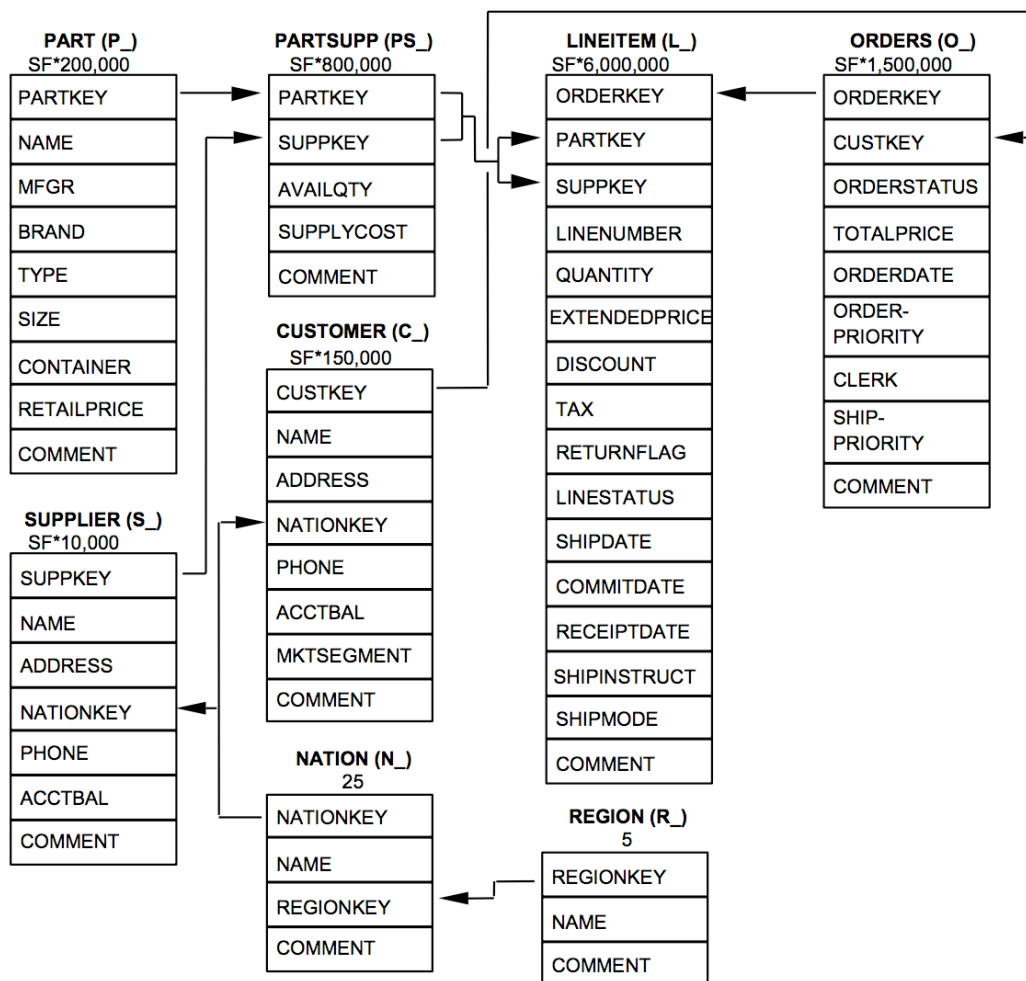 PART (P_)
SF*200,000
PARTKEY
NAME
MFGR
BRAND
TYPE
SIZE
CONTAINER
RETAILPRICE
COMMENT
SUPPLIER (S_)
SF*10,000
SUPPKEY
NAME
ADDRESS
NATIONKEY
PHONE
ACCTBAL
COMMENT
PARTSUPP (PS_)
SF*800,000
PARTKEY
SUPPKEY
AVAILQTY
SUPPLYCOST
COMMENT
CUSTOMER (C_)
SF*150,000
CUSTKEY
NAME
ADDRESS
NATIONKEY
PHONE
ACCTBAL
MKTSEGMENT
COMMENT
NATION (N_)
25
NATIONKEY
NAME
REGIONKEY
COMMENT
LINEITEM (L_)
SF*6,000,000
ORDERKEY
PARTKEY
SUPPKEY
LINENUMBER
QUANTITY
EXTENDEDPRICE
DISCOUNT
TAX
RETURNFLAG
LINESTATUS
SHIPDATE
COMMITDATE
RECEIPTDATE
SHIPINSTRUCT
SHIPMODE
COMMENT
REGION (R_)
5
REGIONKEY
NAME
COMMENT
ORDERS (O_)
SF*1,500,000
ORDERKEY
CUSTKEY
ORDERSTATUS
TOTALPRICE
ORDERDATE
ORDER-
PRIORITY
CLERK
SHIP-
PRIORITY
COMMENT